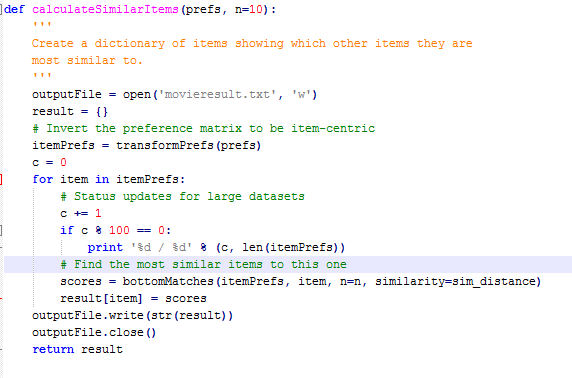 def calculateSimilarItems(prefs, n=10):
    '''
    Create a dictionary of items showing which other items they are
    most similar to.
    '''
    outputFile = open('movieresult.txt', 'w')
    result = {}
    # Invert the preference matrix to be item-centric
    itemPrefs = transformPrefs(prefs)
    c = 0
    for item in itemPrefs:
        # Status updates for large datasets
        c += 1
        if c % 100 == 0:
            print '%d / %d' % (c, len(itemPrefs))
        # Find the most similar items to this one
        scores = bottomMatches(itemPrefs, item, n=n, similarity=sim_distance)
        result[item] = scores
    outputFile.write(str(result))
    outputFile.close()
    return result